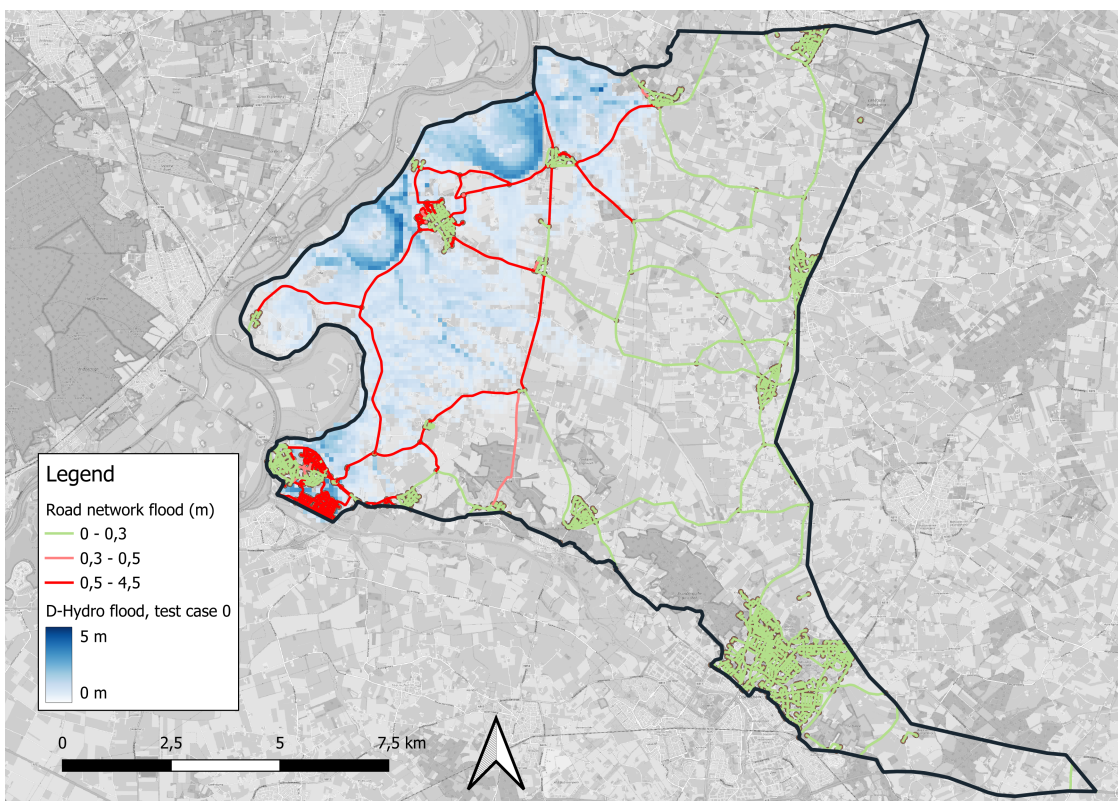 Legend
Road network flood (m)
0 - 0,3
0,3 - 0,5
0,5 - 4,5
D-Hydro flood, test case 0
5 m
0 m
0 2,5 5 7,5 km